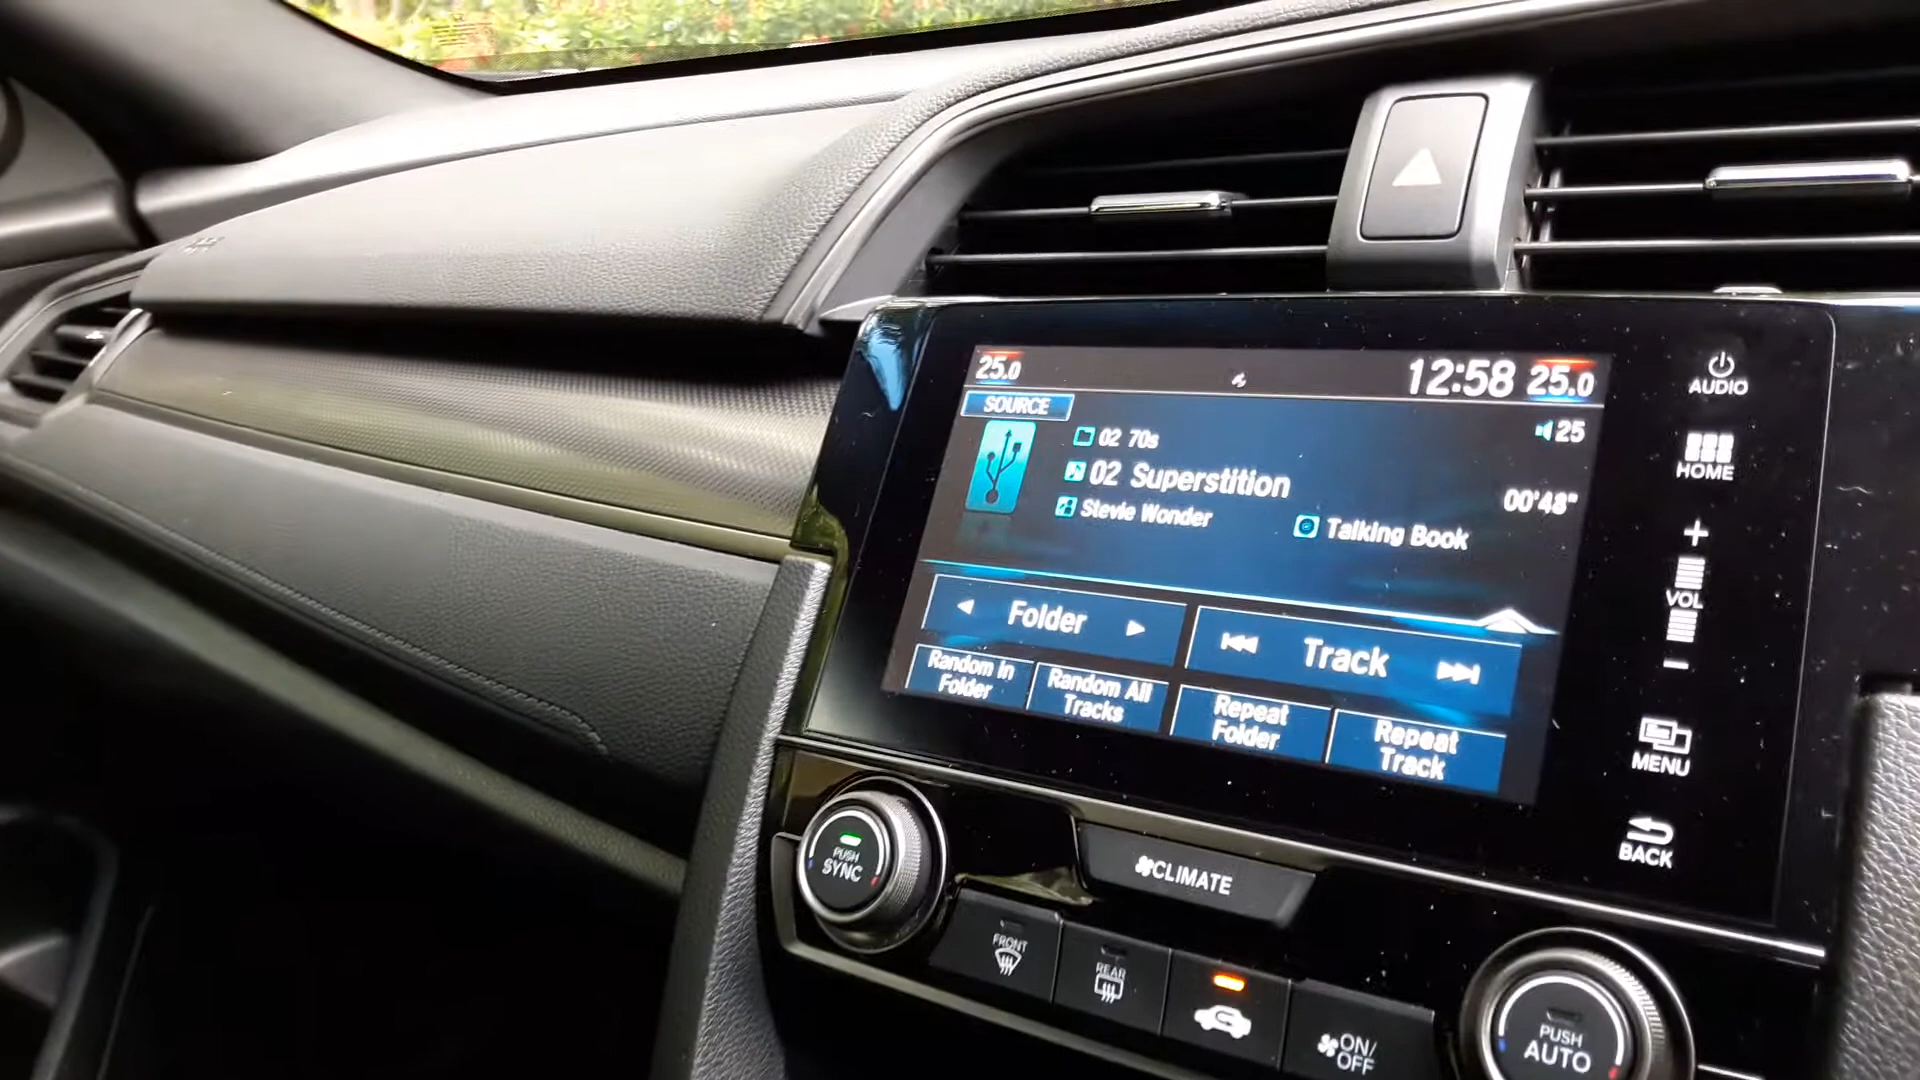 25.0
12:58 25.0
SOURCE
25
02 70s
02 Superstition
00'48"
Stevie Wonder
Talking Book
Folder
Track
Random in
Folder
Random All
Tracks
Repeat
Folder
Repeat
Track
AUDIO
HOME
+
VOL
−
MENU
BACK
PUSH
SYNC
CLIMATE
FRONT
REAR
ON/
OFF
PUSH
AUTO